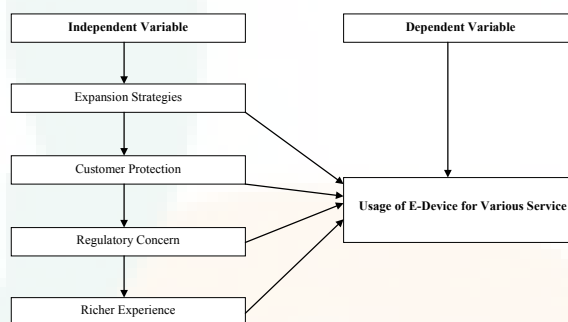 Independent Variable
Dependent Variable
Expansion Strategies
Customer Protection
Usage of E-Device for Various Service
Regulatory Concern
Richer Experience